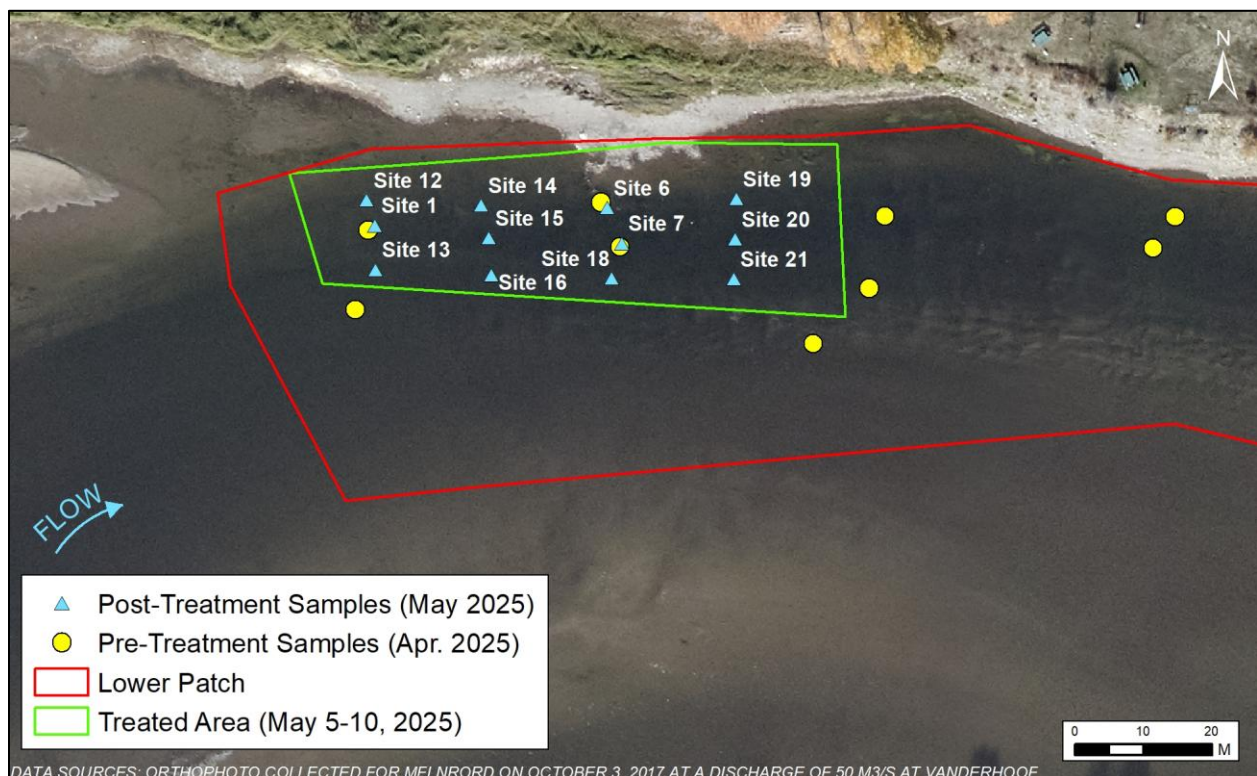 N
Site 12
Site 14
Site 6
Site 19
Site 1
Site 15
Site 7
Site 20
Site 13
Site 18
Site 21
Site 16
FLOW
Post-Treatment Samples (May 2025)
Pre-Treatment Samples (Apr. 2025)
Lower Patch
Treated Area (May 5-10, 2025)
0 10 20
M
DATA SOURCES: ORTHOPHOTO COLLECTED FOR MFLNRORD ON OCTOBER 3, 2017 AT A DISCHARGE OF 50 M3/S AT VANDERHOOF